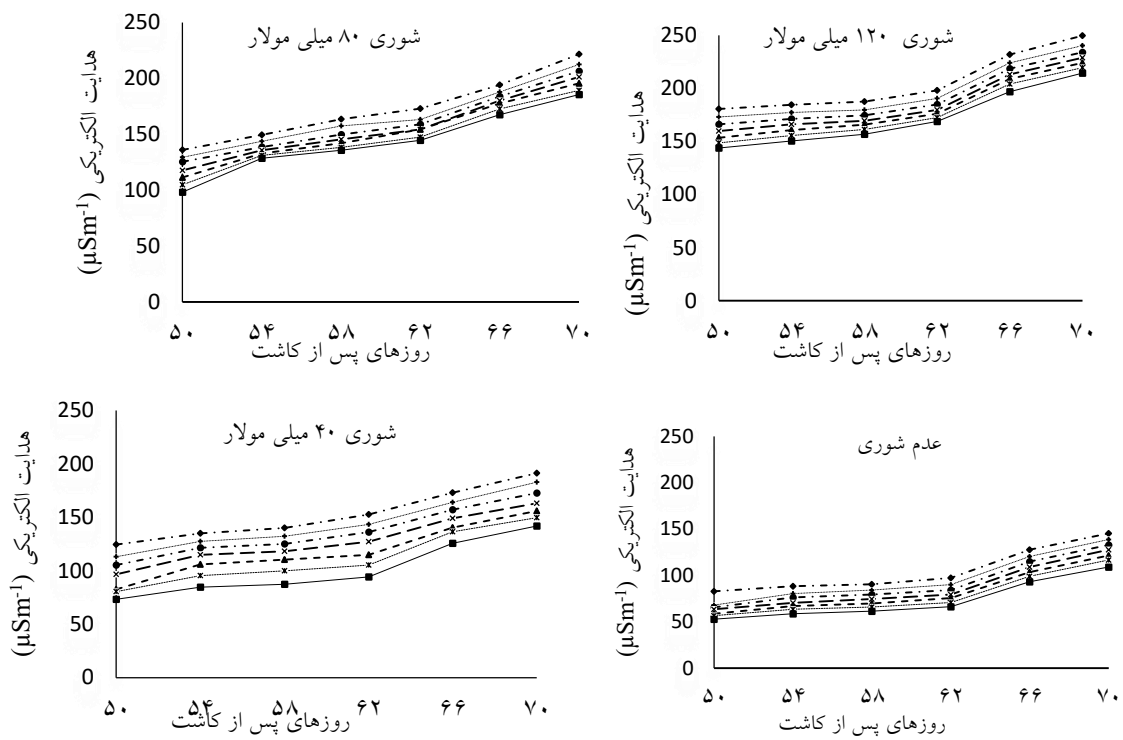 شوری ۸۰ میلی مولار
هدایت الکتریکی (µSm-1)
250
200
150
100
50
0
۵۰ ۵۴ ۵۸ ۶۲ ۶۶ ۷۰
روزهای پس از کاشت
شوری ۱۲۰ میلی مولار
هدایت الکتریکی (µSm-1)
250
200
150
100
50
0
۵۰ ۵۴ ۵۸ ۶۲ ۶۶ ۷۰
روزهای پس از کاشت
شوری ۴۰ میلی مولار
هدایت الکتریکی (µSm-1)
250
200
150
100
50
0
۵۰ ۵۴ ۵۸ ۶۲ ۶۶ ۷۰
روزهای پس از کاشت
عدم شوری
هدایت الکتریکی (µSm-1)
250
200
150
100
50
0
۵۰ ۵۴ ۵۸ ۶۲ ۶۶ ۷۰
روزهای پس از کاشت